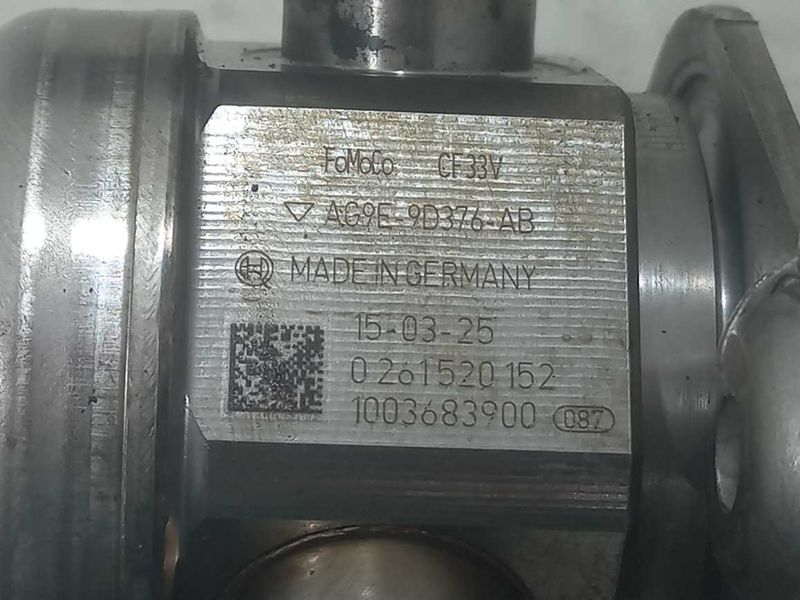 FoMoCo CF33V
▽ AG9E-9D376-AB
MADE IN GERMANY
15-03-25
0 261 520 152
1003683900 087